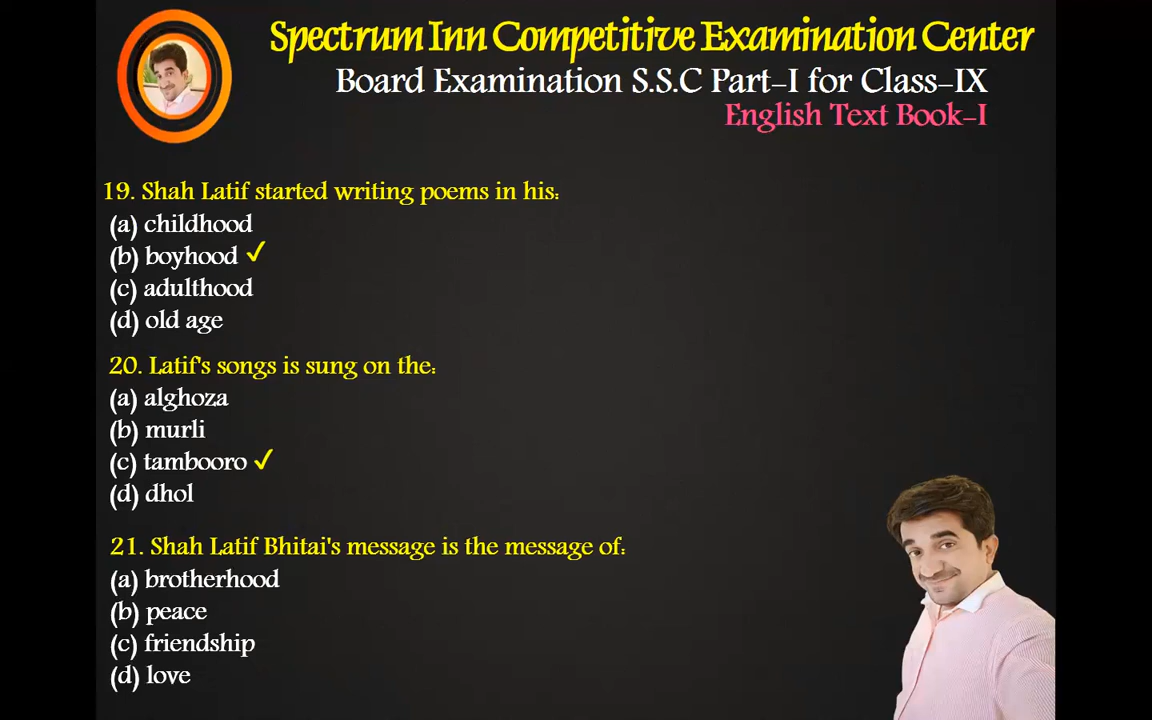 Spectrum Inn Competitive Examination Center
Board Examination S.S.C Part-I for Class-IX
English Text Book-I
19. Shah Latif started writing poems in his:
(a) childhood
(b) boyhood ✓
(c) adulthood
(d) old age
20. Latif's songs is sung on the:
(a) alghoza
(b) murli
(c) tambooro ✓
(d) dhol
21. Shah Latif Bhitai's message is the message of:
(a) brotherhood
(b) peace
(c) friendship
(d) love